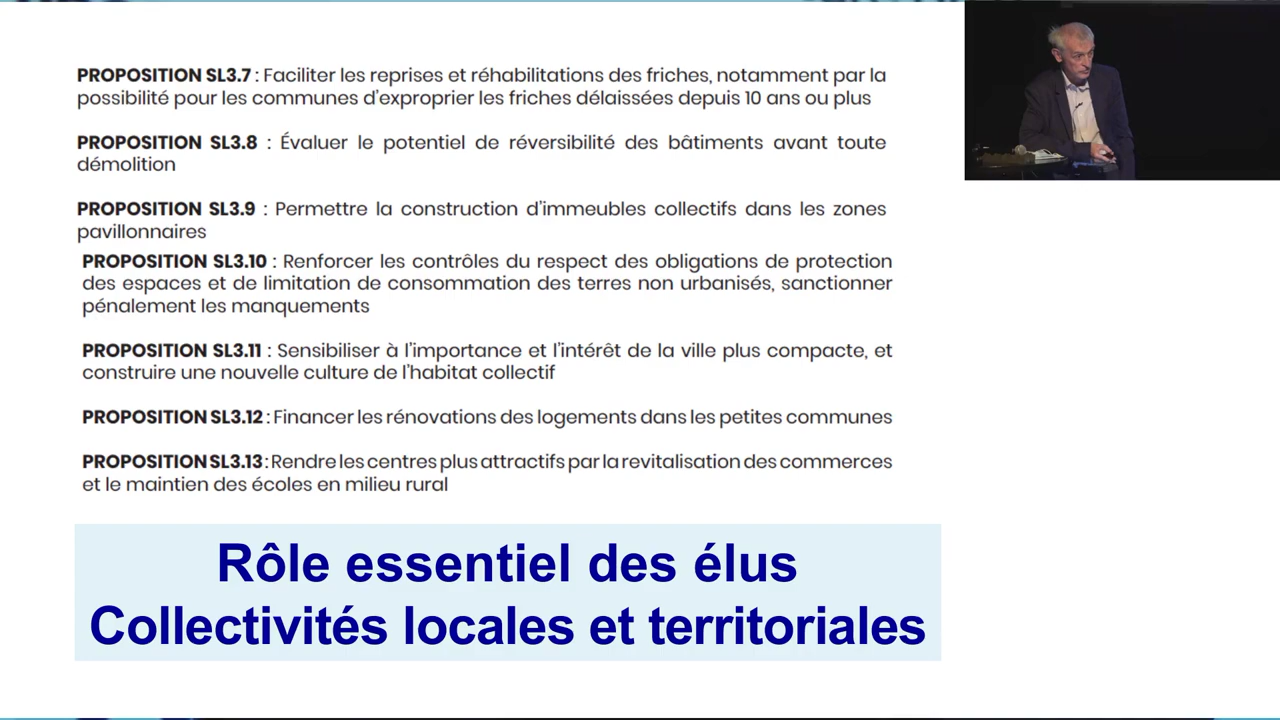 PROPOSITION SL3.7 : Faciliter les reprises et réhabilitations des friches, notamment par la
possibilité pour les communes d'exproprier les friches délaissées depuis 10 ans ou plus
PROPOSITION SL3.8 : Évaluer le potentiel de réversibilité des bâtiments avant toute
démolition
PROPOSITION SL3.9 : Permettre la construction d'immeubles collectifs dans les zones
pavillonnaires
PROPOSITION SL3.10 : Renforcer les contrôles du respect des obligations de protection
des espaces et de limitation de consommation des terres non urbanisés, sanctionner
pénalement les manquements
PROPOSITION SL3.11 : Sensibiliser à l'importance et l'intérêt de la ville plus compacte, et
construire une nouvelle culture de l'habitat collectif
PROPOSITION SL3.12 : Financer les rénovations des logements dans les petites communes
PROPOSITION SL3.13 : Rendre les centres plus attractifs par la revitalisation des commerces
et le maintien des écoles en milieu rural
Rôle essentiel des élus
Collectivités locales et territoriales